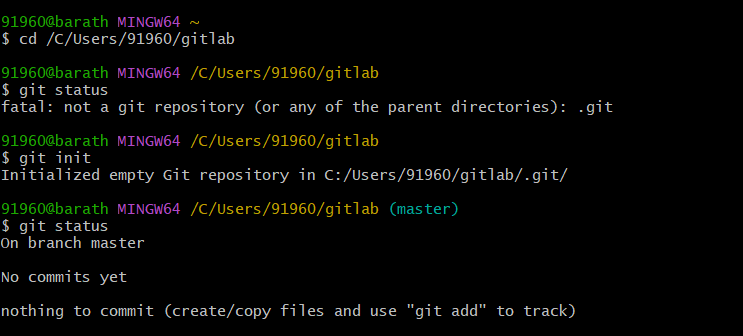 91960@barath MINGW64 ~
$ cd /C/Users/91960/gitlab
91960@barath MINGW64 /C/Users/91960/gitlab
$ git status
fatal: not a git repository (or any of the parent directories): .git
91960@barath MINGW64 /C/Users/91960/gitlab
$ git init
Initialized empty Git repository in C:/Users/91960/gitlab/.git/
91960@barath MINGW64 /C/Users/91960/gitlab (master)
$ git status
On branch master
No commits yet
nothing to commit (create/copy files and use "git add" to track)